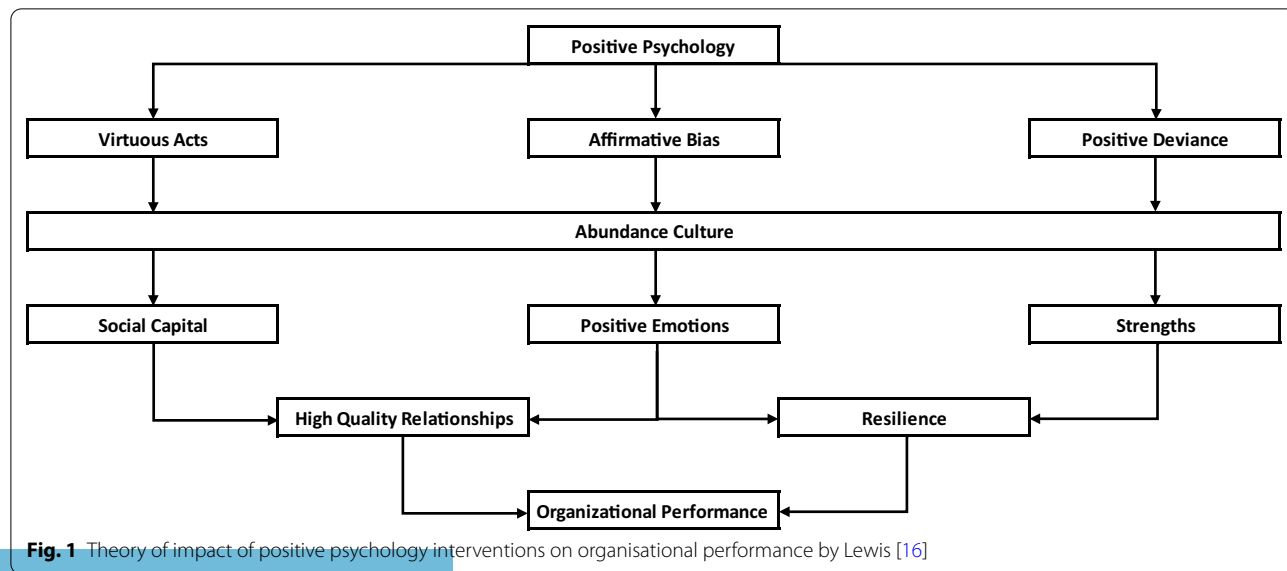 Positive Psychology
Virtuous Acts
Affirmative Bias
Positive Deviance
Abundance Culture
Social Capital
Positive Emotions
Strengths
High Quality Relationships
Resilience
Organizational Performance
Fig. 1 Theory of impact of positive psychology interventions on organisational performance by Lewis [16]